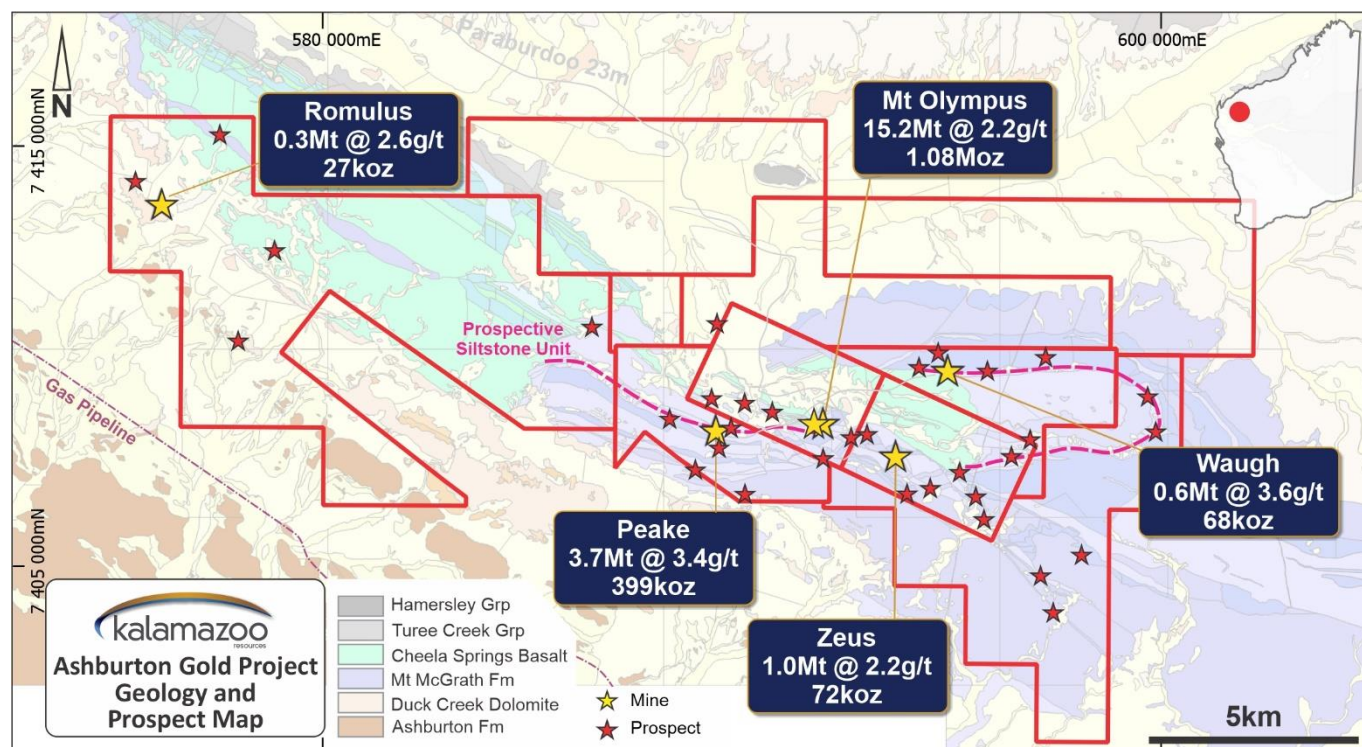 580 000mE
600 000mE
Paraburdoo 23m
N
7 415 000mN
7 405 000mN
Romulus
0.3Mt @ 2.6g/t
27koz
Mt Olympus
15.2Mt @ 2.2g/t
1.08Moz
Prospective
Siltstone Unit
Gas Pipeline
Waugh
0.6Mt @ 3.6g/t
68koz
Peake
3.7Mt @ 3.4g/t
399koz
Zeus
1.0Mt @ 2.2g/t
72koz
kalamazoo
resources
Ashburton Gold Project
Geology and
Prospect Map
Hamersley Grp
Turee Creek Grp
Cheela Springs Basalt
Mt McGrath Fm
Duck Creek Dolomite
Ashburton Fm
Mine
Prospect
5km